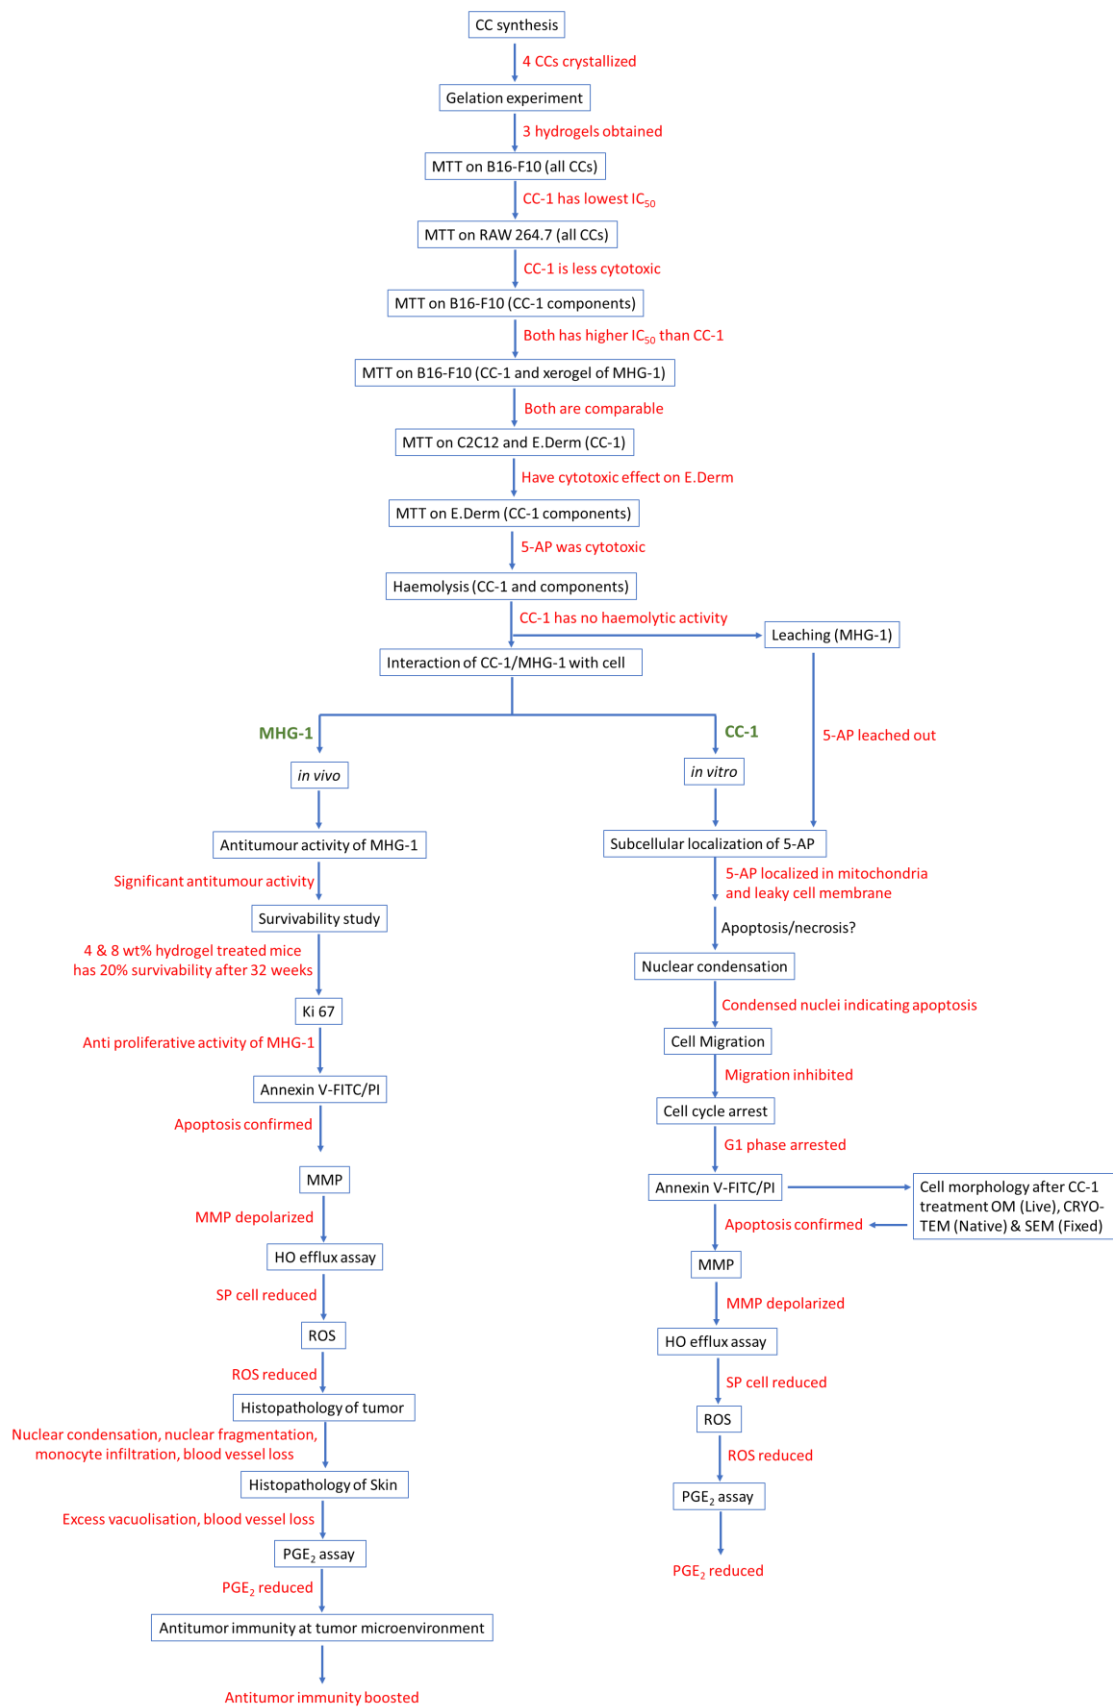 CC synthesis
4 CCs crystallized
Gelation experiment
3 hydrogels obtained
MTT on B16-F10 (all CCs)
CC-1 has lowest IC₅₀
MTT on RAW 264.7 (all CCs)
CC-1 is less cytotoxic
MTT on B16-F10 (CC-1 components)
Both has higher IC₅₀ than CC-1
MTT on B16-F10 (CC-1 and xerogel of MHG-1)
Both are comparable
MTT on C2C12 and E.Derm (CC-1)
Have cytotoxic effect on E.Derm
MTT on E.Derm (CC-1 components)
5-AP was cytotoxic
Haemolysis (CC-1 and components)
CC-1 has no haemolytic activity
Leaching (MHG-1)
Interaction of CC-1/MHG-1 with cell
5-AP leached out
MHG-1
in vivo
Antitumour activity of MHG-1
Significant antitumour activity
Survivability study
4 & 8 wt% hydrogel treated mice
has 20% survivability after 32 weeks
Ki 67
Anti proliferative activity of MHG-1
Annexin V-FITC/PI
Apoptosis confirmed
MMP
MMP depolarized
HO efflux assay
SP cell reduced
ROS
ROS reduced
Histopathology of tumor
Nuclear condensation, nuclear fragmentation,
monocyte infiltration, blood vessel loss
Histopathology of Skin
Excess vacuolisation, blood vessel loss
PGE₂ assay
PGE₂ reduced
Antitumor immunity at tumor microenvironment
Antitumor immunity boosted
CC-1
in vitro
Subcellular localization of 5-AP
5-AP localized in mitochondria
and leaky cell membrane
Apoptosis/necrosis?
Nuclear condensation
Condensed nuclei indicating apoptosis
Cell Migration
Migration inhibited
Cell cycle arrest
G1 phase arrested
Annexin V-FITC/PI
Cell morphology after CC-1
treatment OM (Live), CRYO-
TEM (Native) & SEM (Fixed)
Apoptosis confirmed
MMP
MMP depolarized
HO efflux assay
SP cell reduced
ROS
ROS reduced
PGE₂ assay
PGE₂ reduced